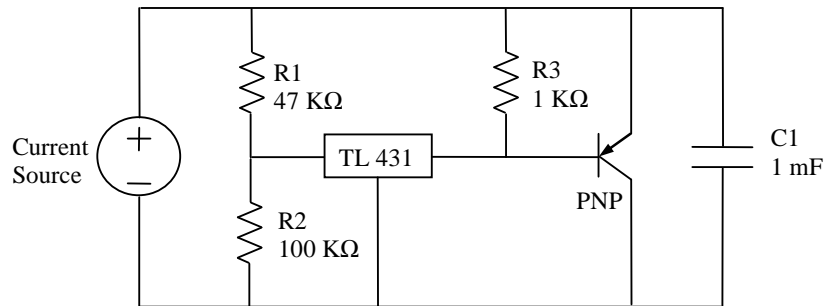 R1
47 KΩ
R3
1 KΩ
Current
Source
TL 431
C1
1 mF
PNP
R2
100 KΩ